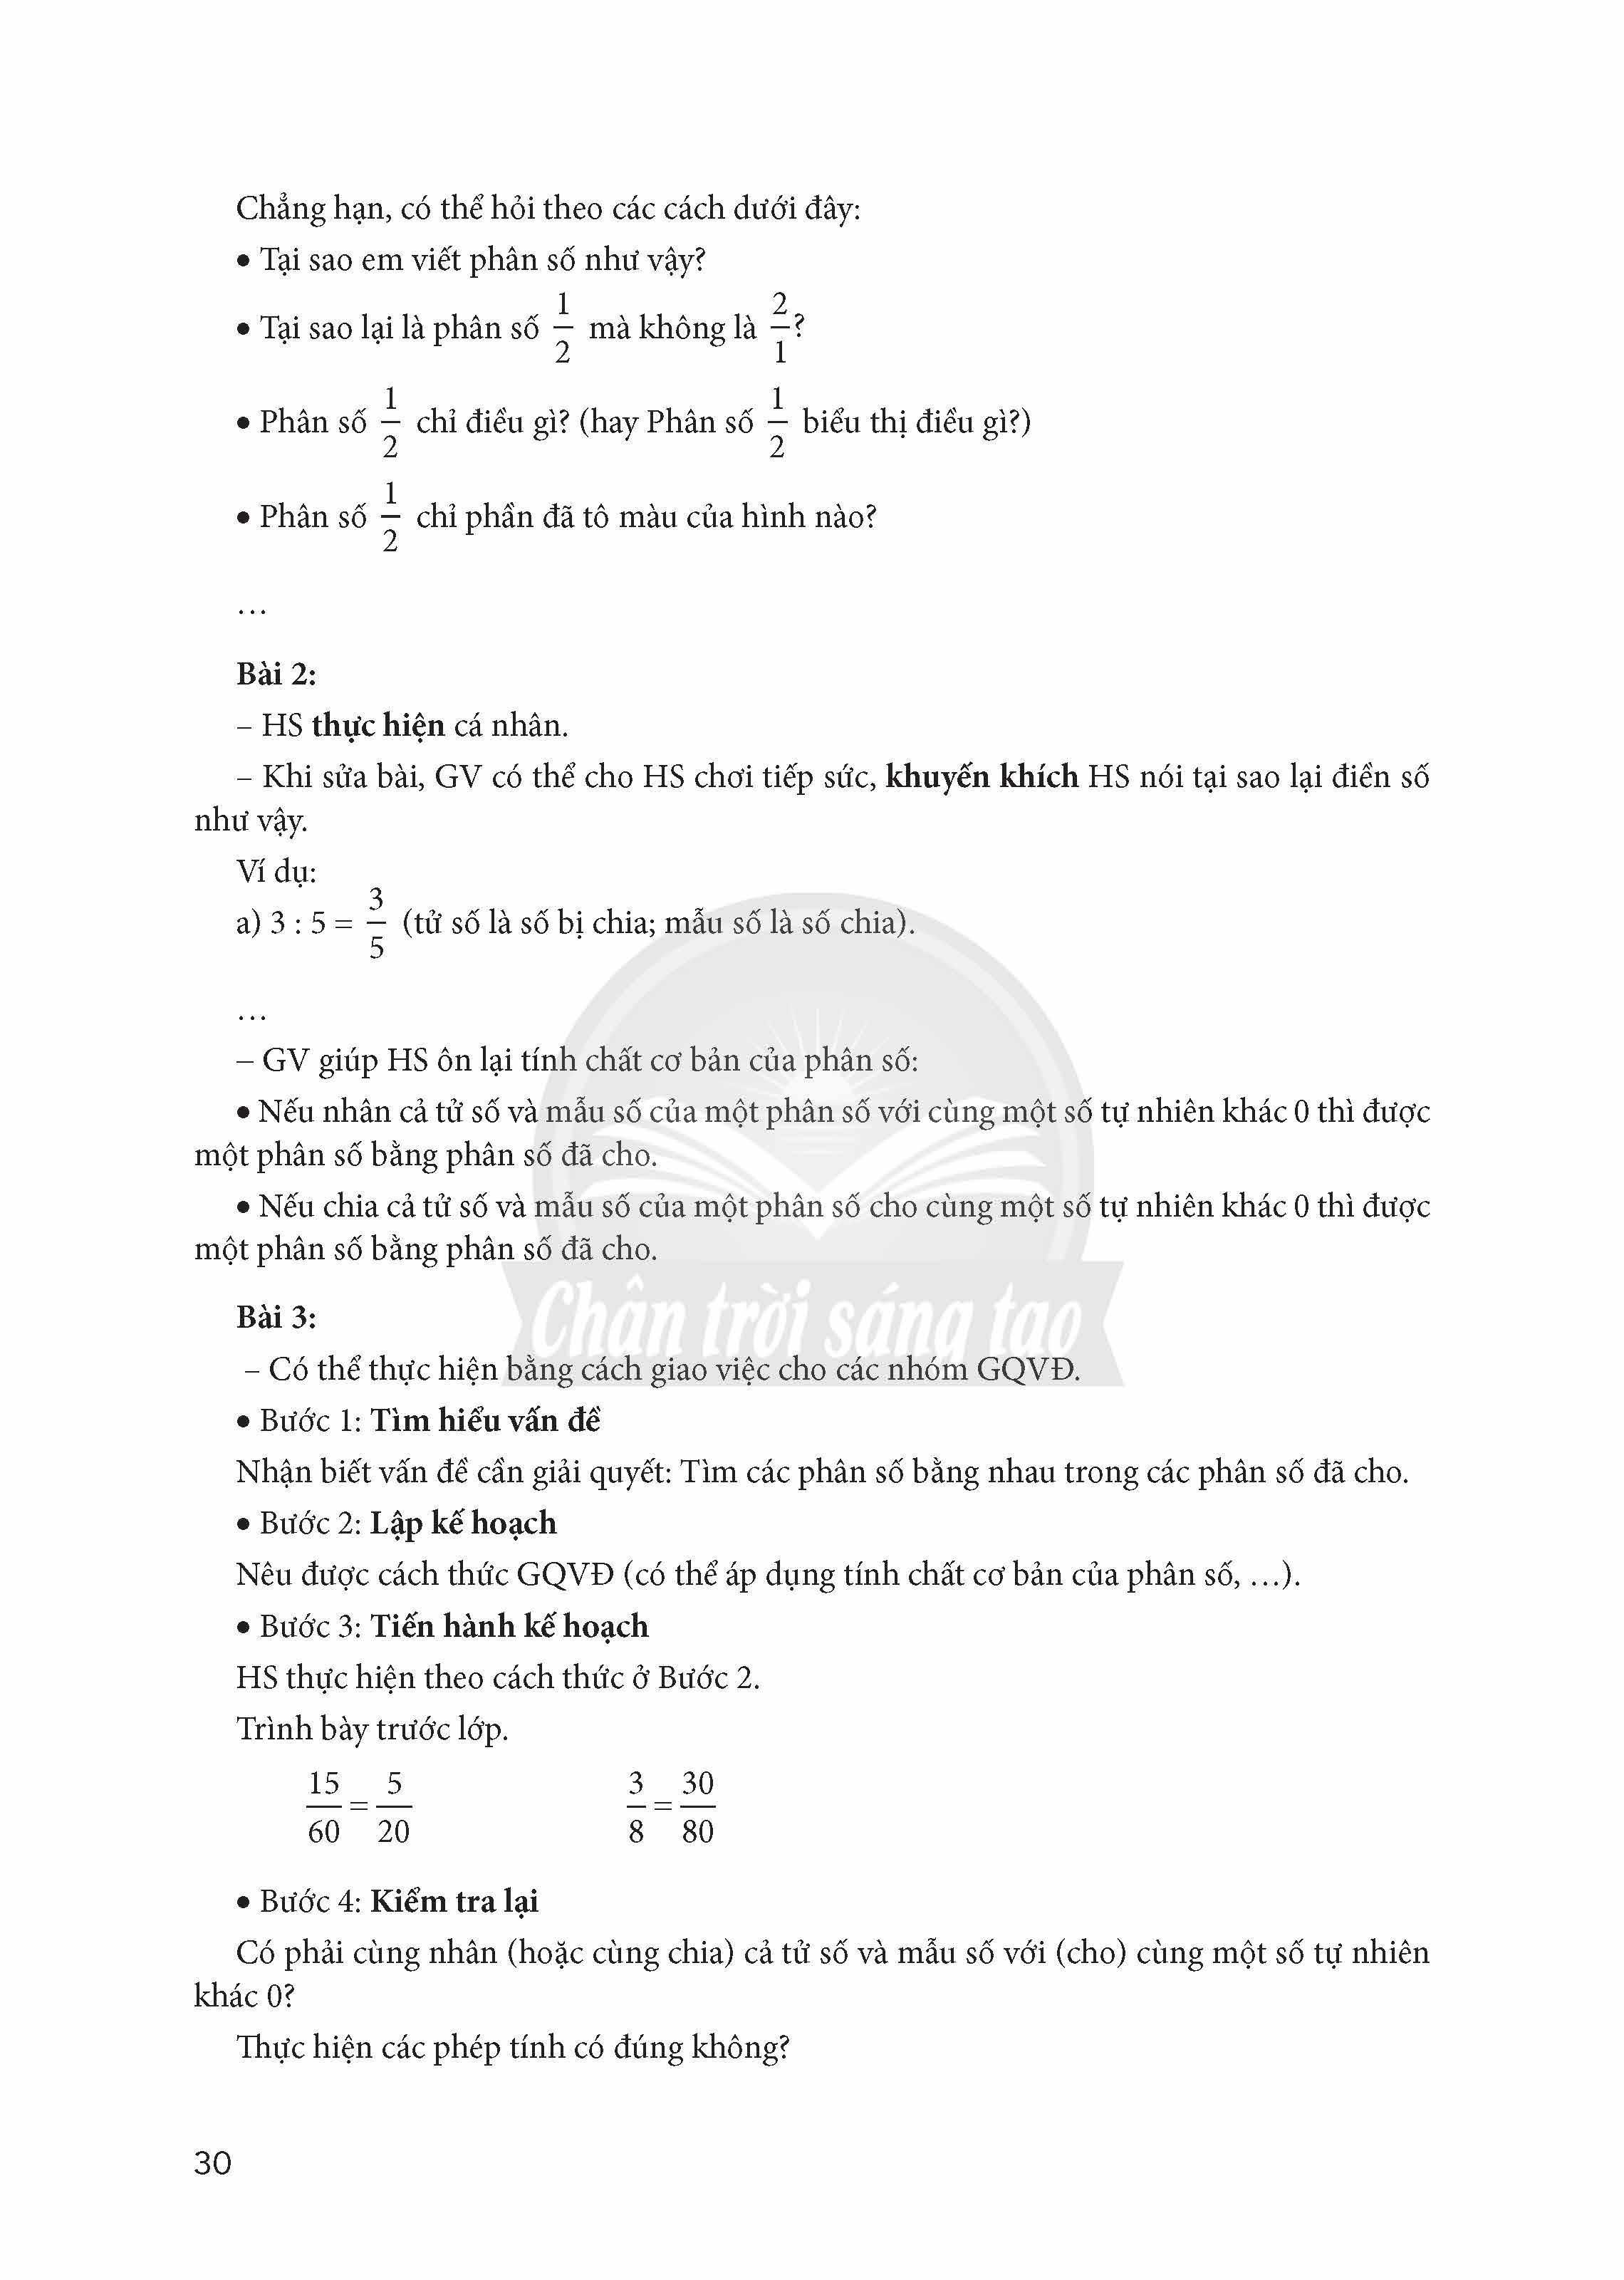 Chẳng hạn, có thể hỏi theo các cách dưới đây:
• Tại sao em viết phân số như vậy?
• Tại sao lại là phân số 1/2 mà không là 2/1?
• Phân số 1/2 chỉ điều gì? (hay Phân số 1/2 biểu thị điều gì?)
• Phân số 1/2 chỉ phần đã tô màu của hình nào?
…
Bài 2:
– HS thực hiện cá nhân.
– Khi sửa bài, GV có thể cho HS chơi tiếp sức, khuyến khích HS nói tại sao lại điền số
như vậy.
Ví dụ:
a) 3 : 5 = 3/5 (tử số là số bị chia; mẫu số là số chia).
…
– GV giúp HS ôn lại tính chất cơ bản của phân số:
• Nếu nhân cả tử số và mẫu số của một phân số với cùng một số tự nhiên khác 0 thì được
một phân số bằng phân số đã cho.
• Nếu chia cả tử số và mẫu số của một phân số cho cùng một số tự nhiên khác 0 thì được
một phân số bằng phân số đã cho.
Chân trời sáng tạo
Bài 3:
– Có thể thực hiện bằng cách giao việc cho các nhóm GQVĐ.
• Bước 1: Tìm hiểu vấn đề
Nhận biết vấn đề cần giải quyết: Tìm các phân số bằng nhau trong các phân số đã cho.
• Bước 2: Lập kế hoạch
Nêu được cách thức GQVĐ (có thể áp dụng tính chất cơ bản của phân số, …).
• Bước 3: Tiến hành kế hoạch
HS thực hiện theo cách thức ở Bước 2.
Trình bày trước lớp.
15/60 = 5/20 3/8 = 30/80
• Bước 4: Kiểm tra lại
Có phải cùng nhân (hoặc cùng chia) cả tử số và mẫu số với (cho) cùng một số tự nhiên
khác 0?
Thực hiện các phép tính có đúng không?
30